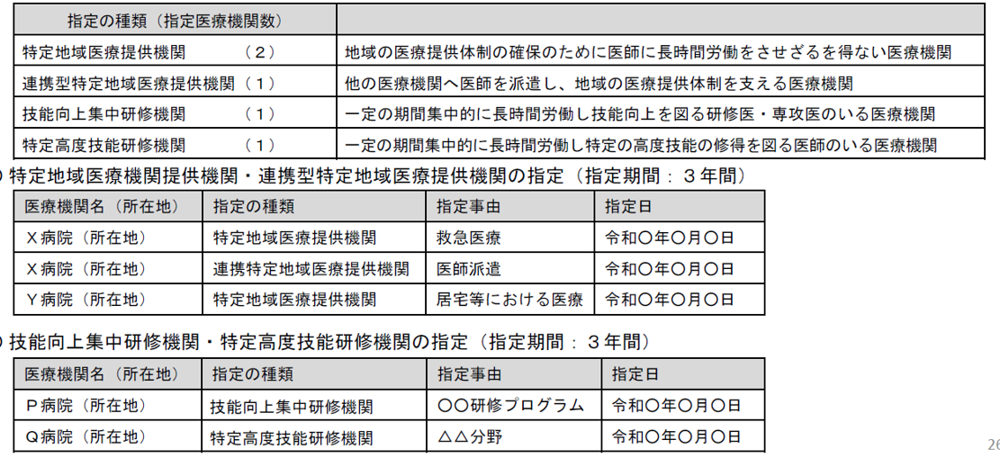 指定の種類（指定医療機関数）
特定地域医療提供機関　　　（２） 地域の医療提供体制の確保のために医師に長時間労働をさせざるを得ない医療機関
連携型特定地域医療提供機関（１） 他の医療機関へ医師を派遣し、地域の医療提供体制を支える医療機関
技能向上集中研修機関　　　（１） 一定の期間集中的に長時間労働し技能向上を図る研修医・専攻医のいる医療機関
特定高度技能研修機関　　　（１） 一定の期間集中的に長時間労働し特定の高度技能の修得を図る医師のいる医療機関
特定地域医療機関提供機関・連携型特定地域医療提供機関の指定（指定期間：３年間）
医療機関名（所在地） 指定の種類 指定事由 指定日
Ｘ病院（所在地） 特定地域医療提供機関 救急医療 令和〇年〇月〇日
Ｘ病院（所在地） 連携特定地域医療提供機関 医師派遣 令和〇年〇月〇日
Ｙ病院（所在地） 特定地域医療提供機関 居宅等における医療 令和〇年〇月〇日
技能向上集中研修機関・特定高度技能研修機関の指定（指定期間：３年間）
医療機関名（所在地） 指定の種類 指定事由 指定日
Ｐ病院（所在地） 技能向上集中研修機関 〇〇研修プログラム 令和〇年〇月〇日
Ｑ病院（所在地） 特定高度技能研修機関 △△分野 令和〇年〇月〇日